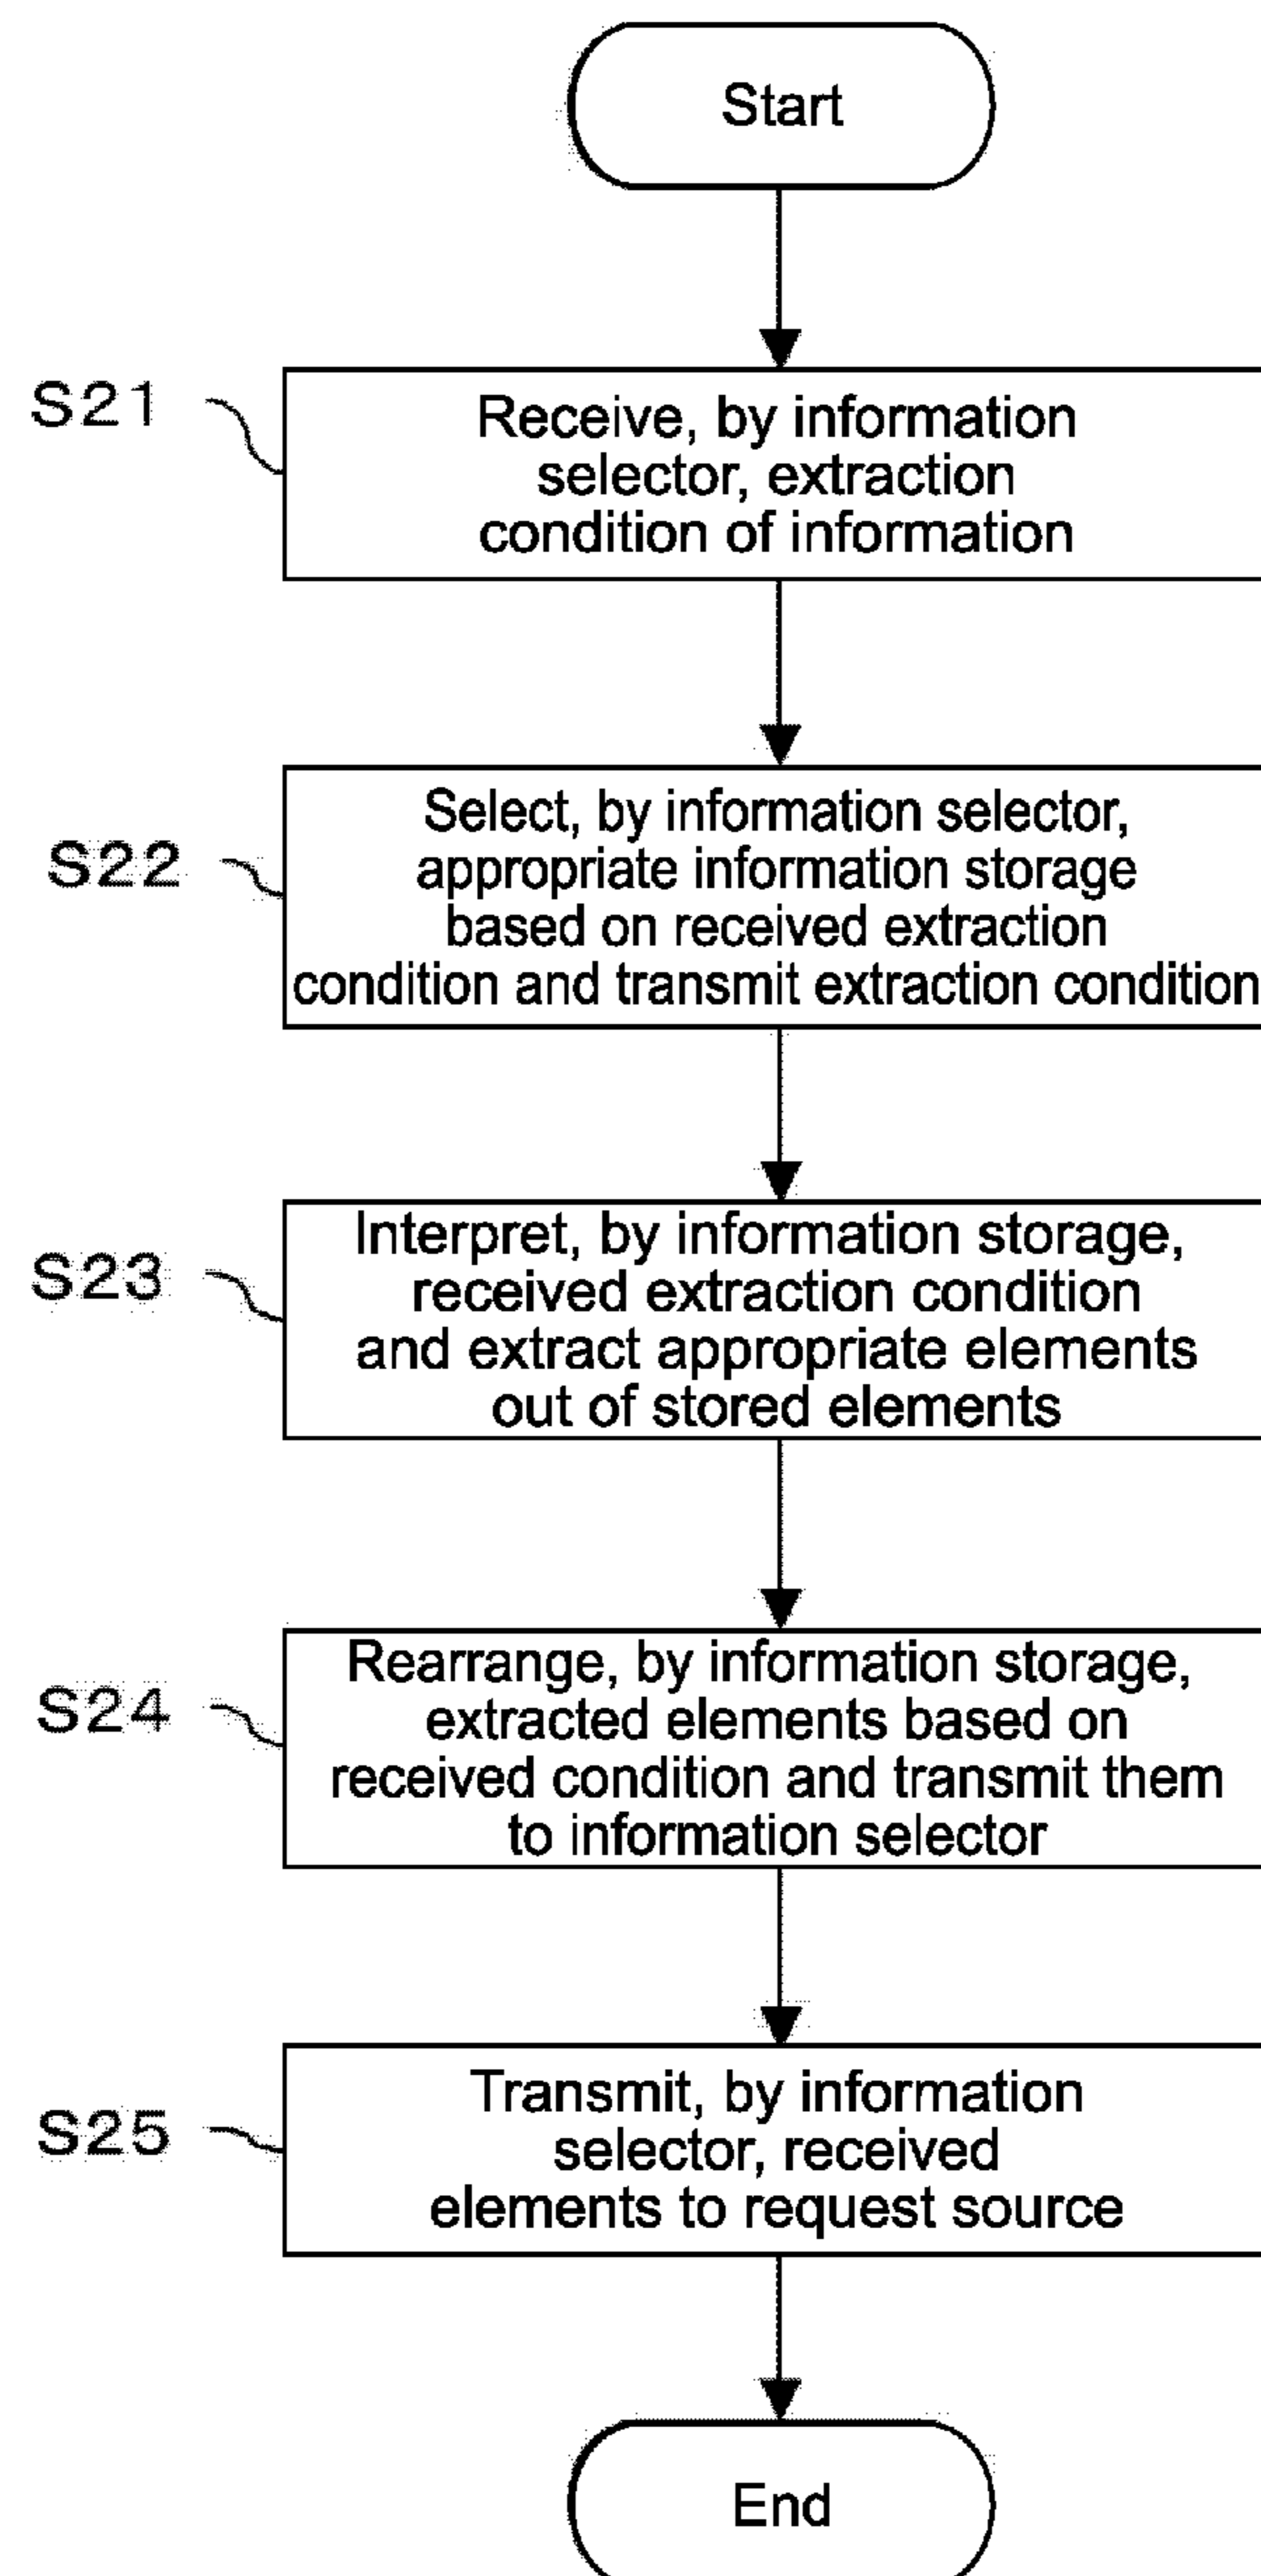 Start
S21
Receive, by information
selector, extraction
condition of information
S22
Select, by information selector,
appropriate information storage
based on received extraction
condition and transmit extraction condition
S23
Interpret, by information storage,
received extraction condition
and extract appropriate elements
out of stored elements
S24
Rearrange, by information storage,
extracted elements based on
received condition and transmit them
to information selector
S25
Transmit, by information
selector, received
elements to request source
End